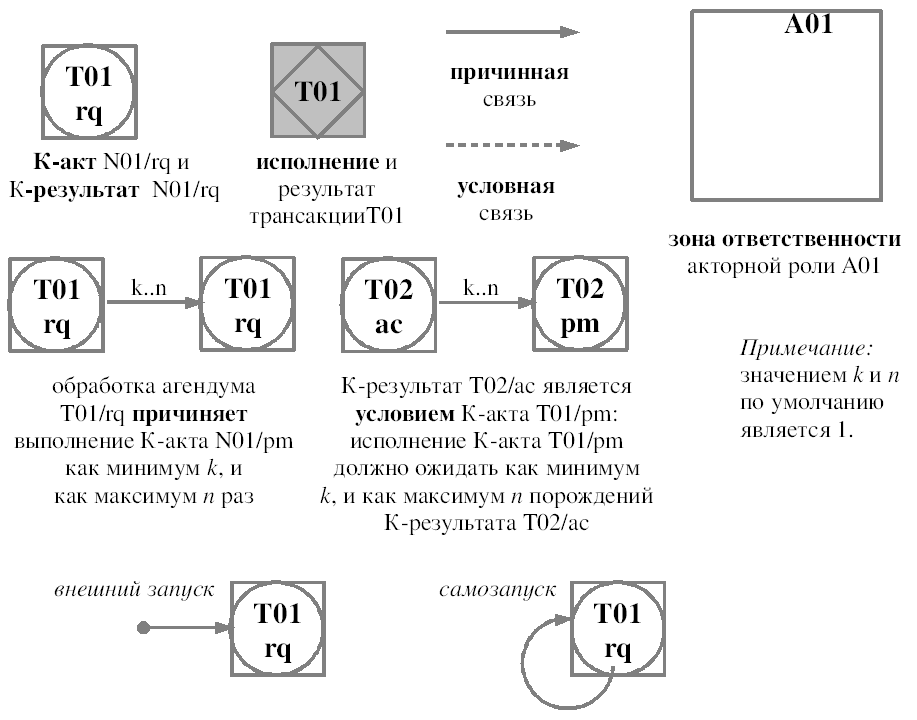 T01
rq
К-акт N01/rq и
К-результат N01/rq
T01
исполнение и
результат
трансакцииT01
причинная
связь
условная
связь
A01
зона ответственности
акторной роли A01
T01
rq
k..n
T01
rq
обработка агендума
T01/rq причиняет
выполнение К-акта N01/pm
как минимум k, и
как максимум n раз
T02
ac
k..n
T02
pm
К-результат T02/ac является
условием К-акта T01/pm:
исполнение К-акта T01/pm
должно ожидать как минимум
k, и как максимум n порождений
К-результата T02/ac
Примечание:
значением k и n
по умолчанию
является 1.
внешний запуск
T01
rq
самозапуск
T01
rq